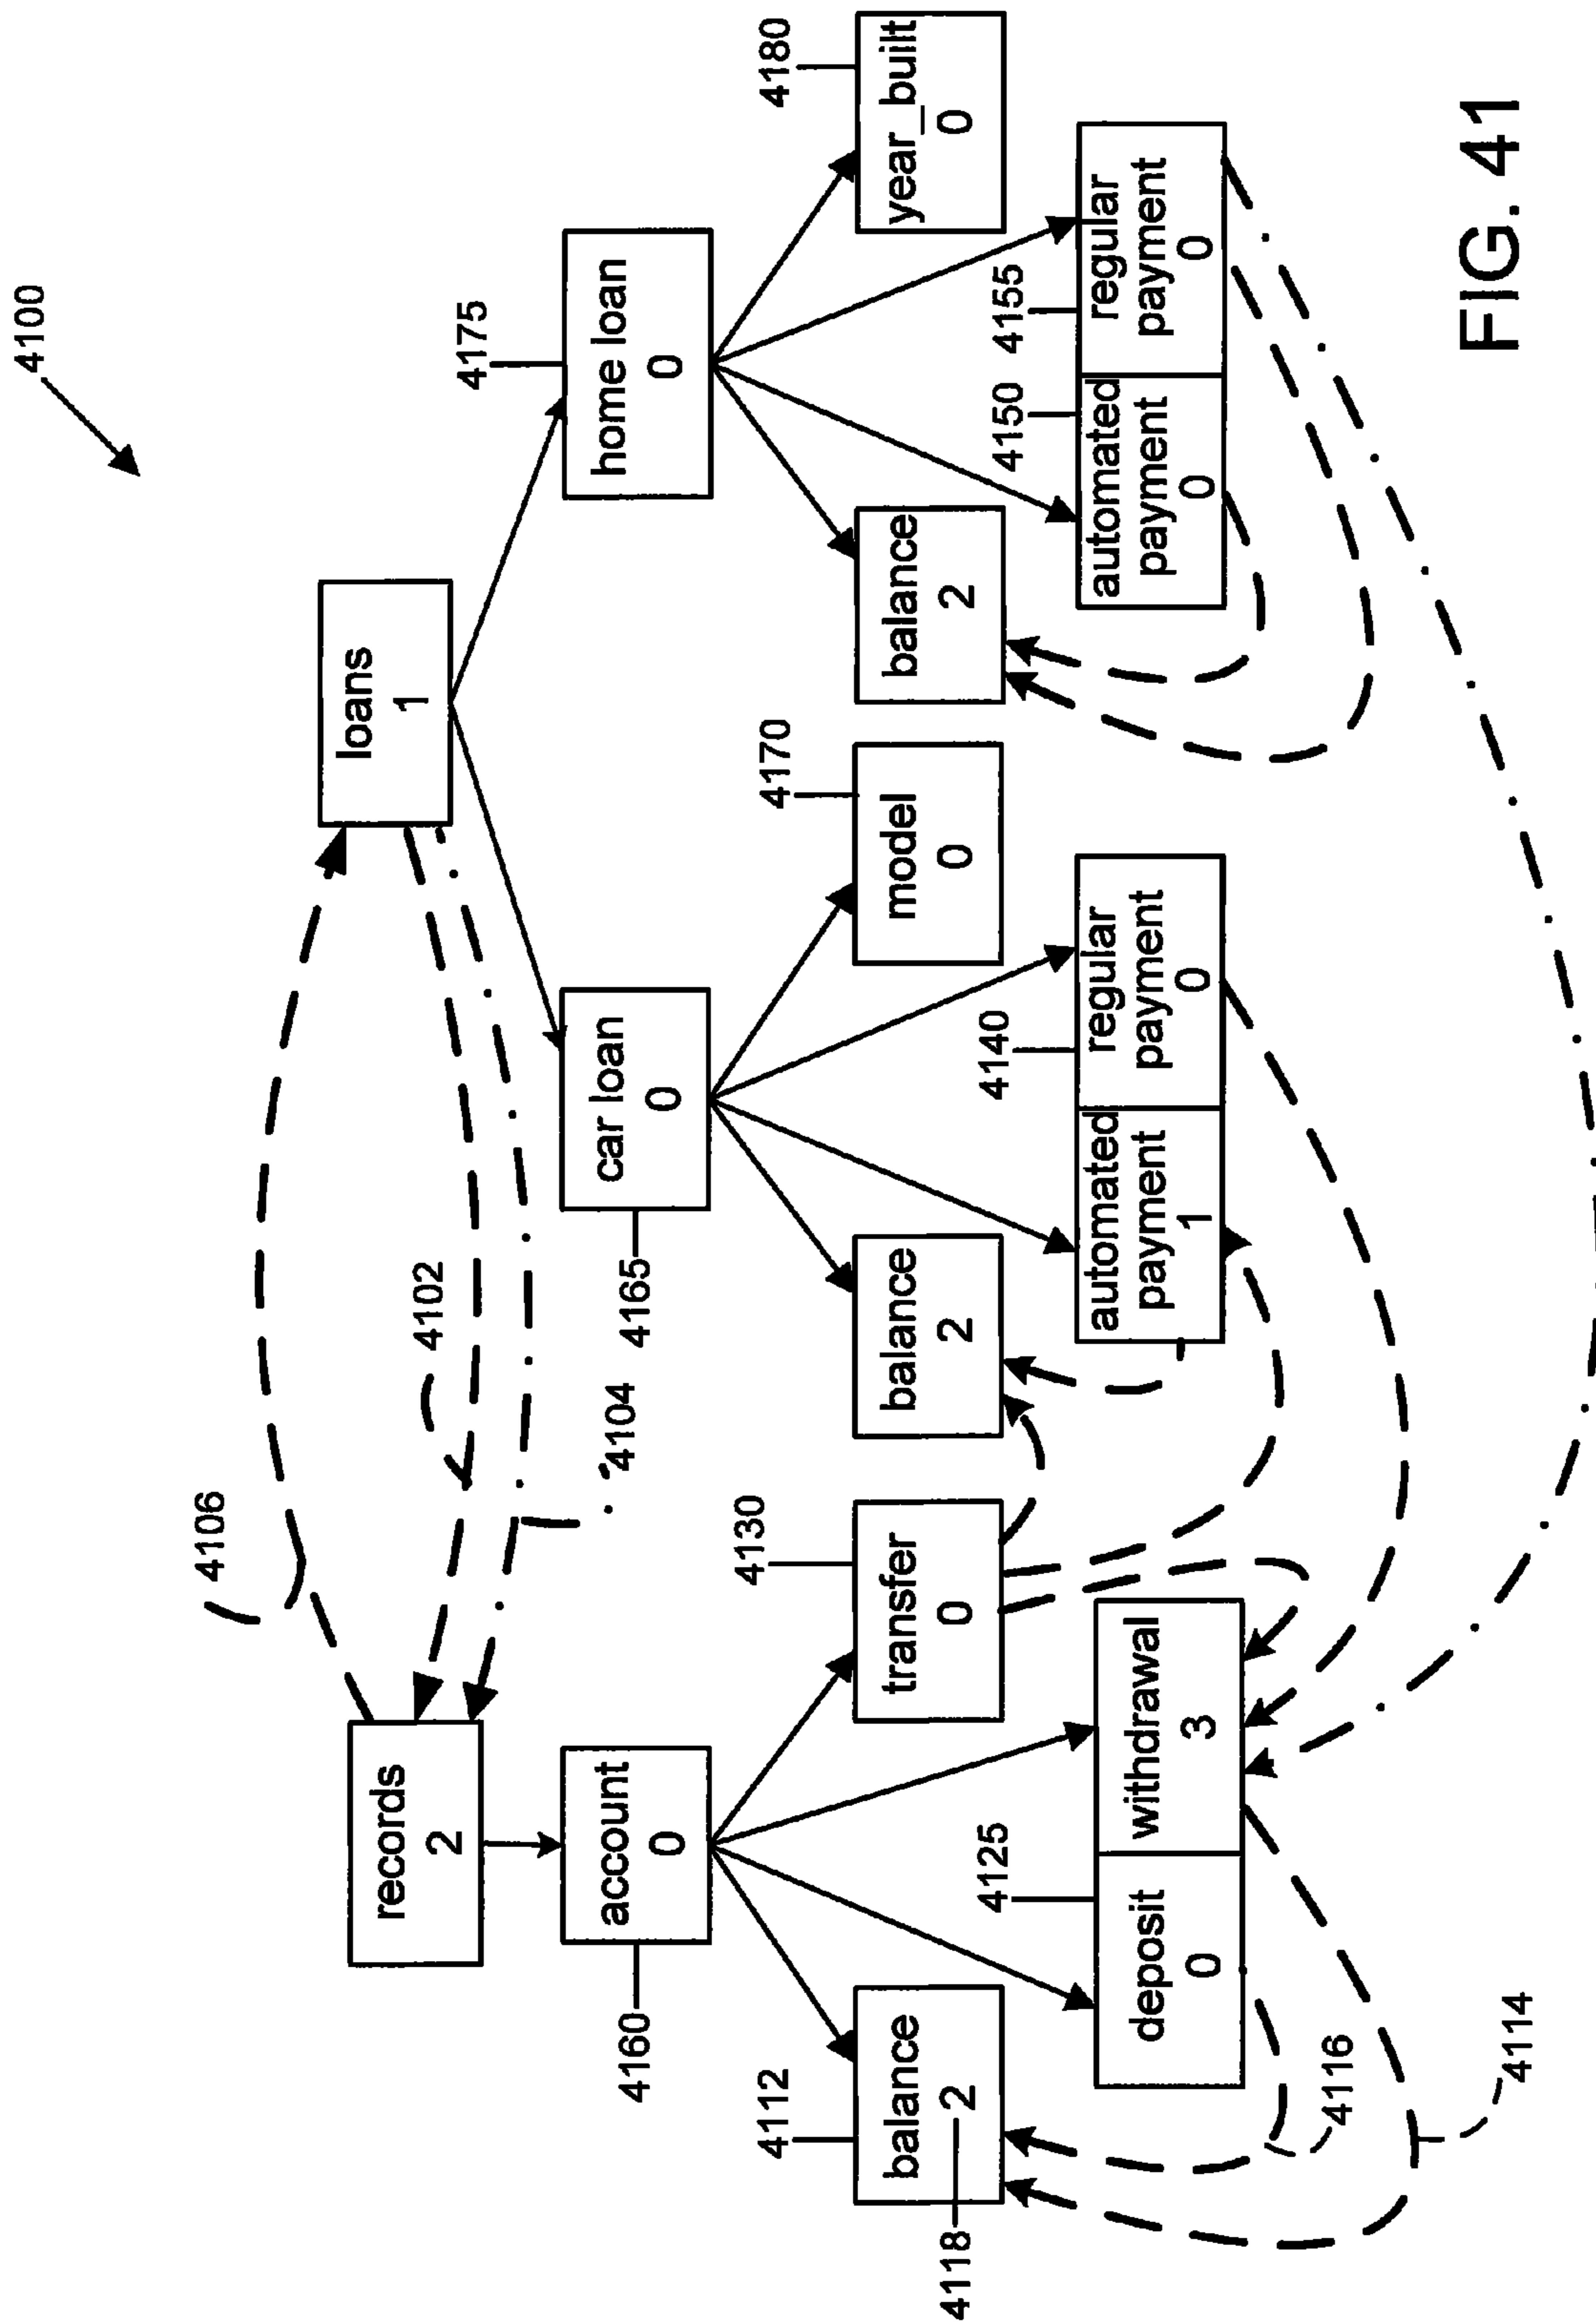 4100
4106
records
2
loans
1
4102
4104
4160
account
0
4165
car loan
0
4175
home loan
0
4112
balance
2
4118
4130
transfer
0
balance
2
4170
model
0
balance
2
4180
year_built
0
4125
deposit
0
withdrawal
3
4140
automated
payment
1
regular
payment
0
4150
4155
automated
payment
0
regular
payment
0
4116
4114
FIG. 41